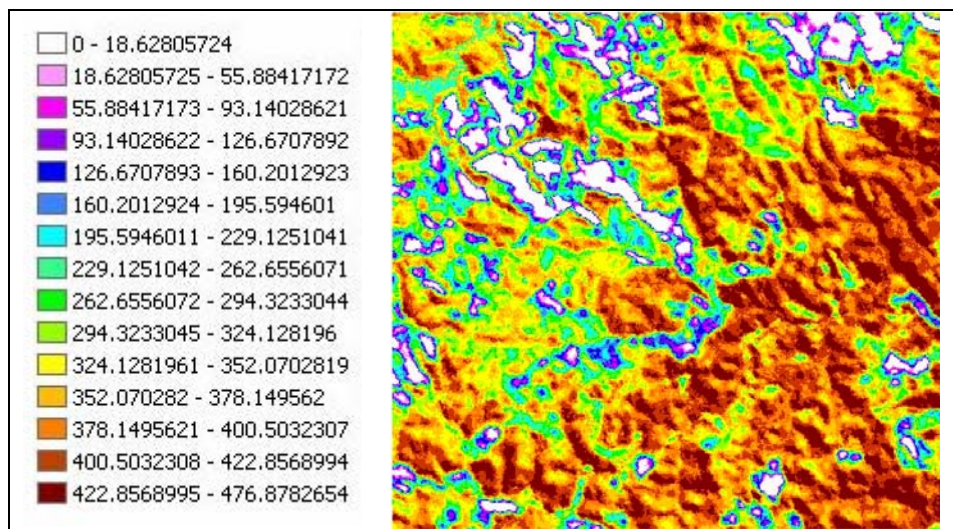 0 - 18.62805724
18.62805725 - 55.88417172
55.88417173 - 93.14028621
93.14028622 - 126.6707892
126.6707893 - 160.2012923
160.2012924 - 195.594601
195.5946011 - 229.1251041
229.1251042 - 262.6556071
262.6556072 - 294.3233044
294.3233045 - 324.128196
324.1281961 - 352.0702819
352.070282 - 378.149562
378.1495621 - 400.5032307
400.5032308 - 422.8568994
422.8568995 - 476.8782654